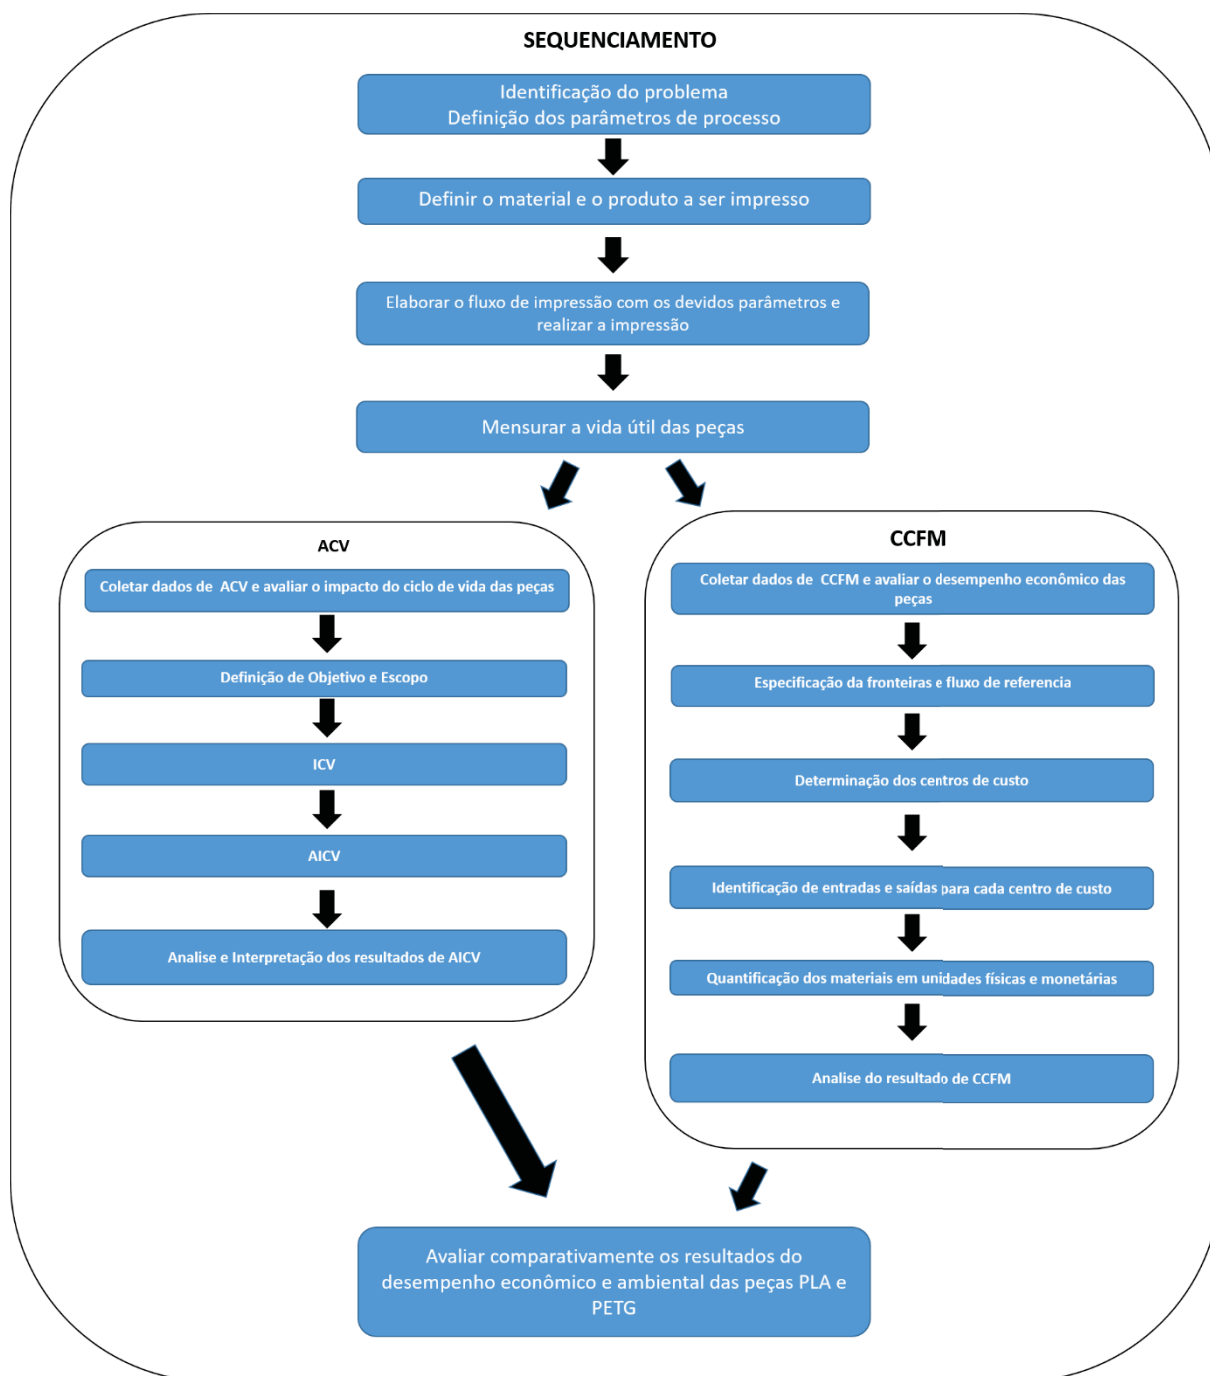 SEQUENCIAMENTO
Identificação do problema
Definição dos parâmetros de processo
Definir o material e o produto a ser impresso
Elaborar o fluxo de impressão com os devidos parâmetros e
realizar a impressão
Mensurar a vida útil das peças
ACV
Coletar dados de ACV e avaliar o impacto do ciclo de vida das peças
Definição de Objetivo e Escopo
ICV
AICV
Analise e Interpretação dos resultados de AICV
CCFM
Coletar dados de CCFM e avaliar o desempenho econômico das
peças
Especificação da fronteiras e fluxo de referencia
Determinação dos centros de custo
Identificação de entradas e saídas para cada centro de custo
Quantificação dos materiais em unidades físicas e monetárias
Analise do resultado de CCFM
Avaliar comparativamente os resultados do
desempenho econômico e ambiental das peças PLA e
PETG